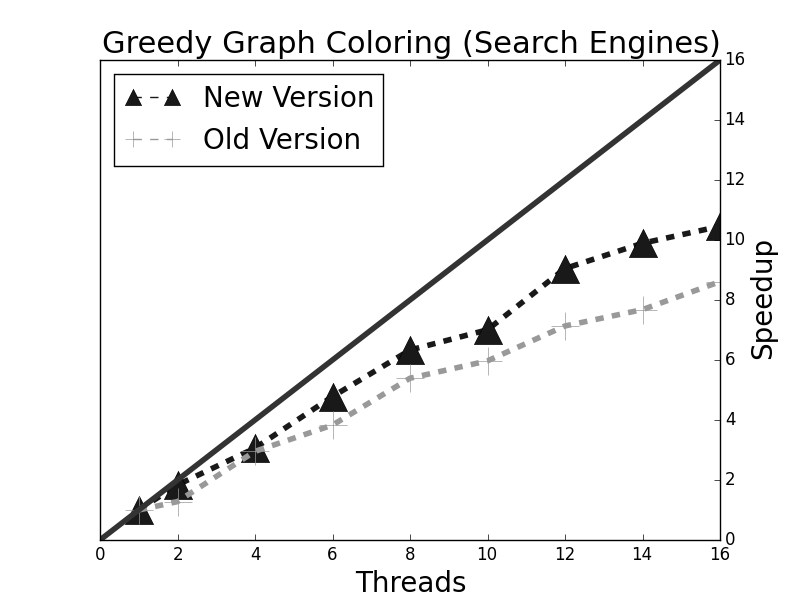 Greedy Graph Coloring (Search Engines)
New Version
Old Version
16
14
12
10
8
6
4
2
0
Speedup
0 2 4 6 8 10 12 14 16
Threads